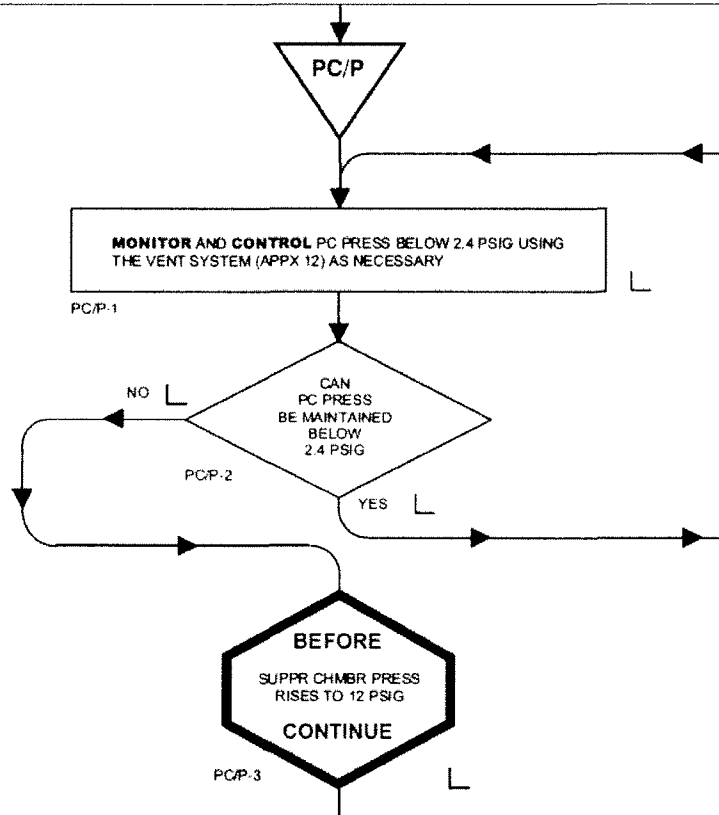 PC/P
MONITOR AND CONTROL PC PRESS BELOW 2.4 PSIG USING
THE VENT SYSTEM (APPX 12) AS NECESSARY
PC/P-1
CAN
PC PRESS
BE MAINTAINED
BELOW
2.4 PSIG
NO
PC/P-2
YES
BEFORE
SUPPR CHMBR PRESS
RISES TO 12 PSIG
CONTINUE
PC/P-3